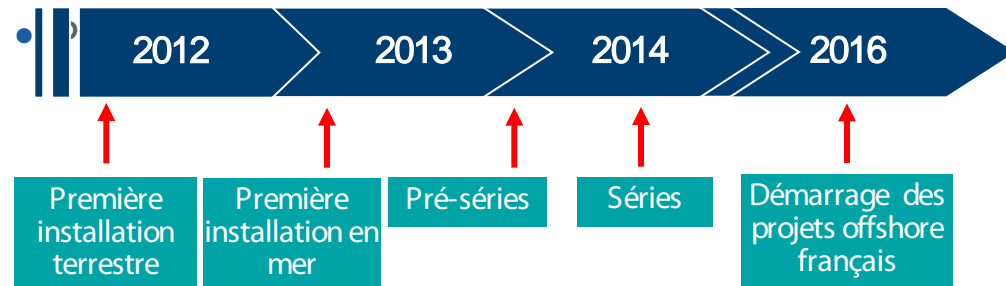 2012 2013 2014 2016
Première
installation
terrestre
Première
installation en
mer
Pré-séries
Séries
Démarrage des
projets offshore
français